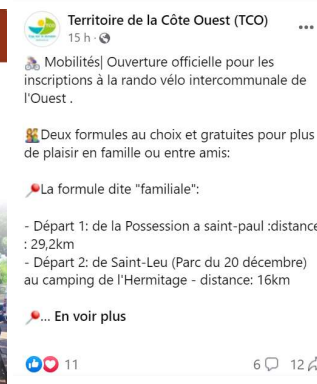 Territoire de la Côte Ouest (TCO)
15 h
Mobilités| Ouverture officielle pour les
inscriptions à la rando vélo intercommunale de
l'Ouest .
Deux formules au choix et gratuites pour plus
de plaisir en famille ou entre amis:
La formule dite "familiale":
- Départ 1: de la Possession a saint-paul :distance
: 29,2km
- Départ 2: de Saint-Leu (Parc du 20 décembre)
au camping de l'Hermitage - distance: 16km
... En voir plus
11 6 12